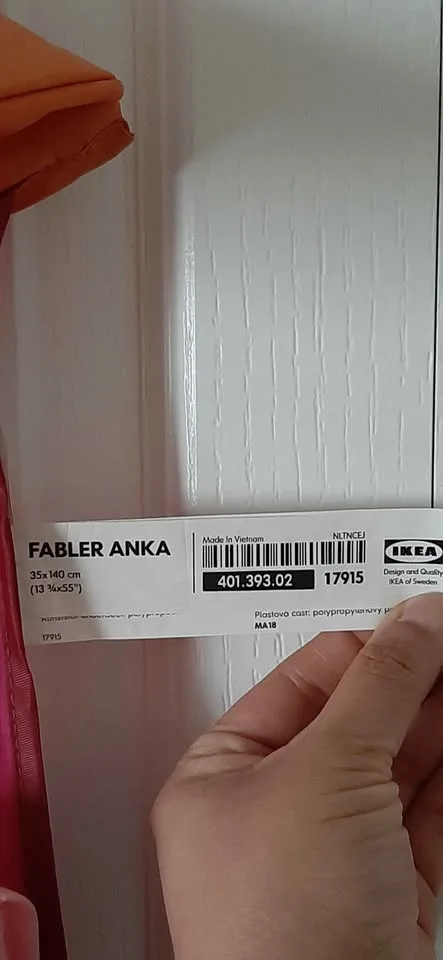 FABLER ANKA
35x140 cm
(13 ¾x55")
17915
Made In Vietnam
NLTNCEJ
401.393.02 17915
Plastová část: polypropylenový
MA18
IKEA
Design and Quality
IKEA of Sweden